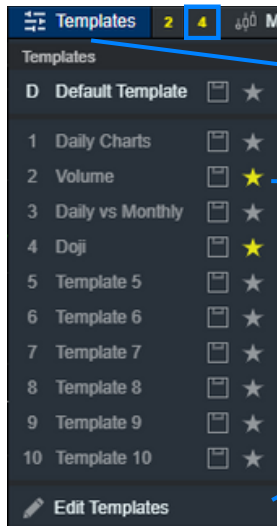 Templates 2 4 M
Templates
D Default Template
1 Daily Charts
2 Volume
3 Daily vs Monthly
4 Doji
5 Template 5
6 Template 6
7 Template 7
8 Template 8
9 Template 9
10 Template 10
Edit Templates